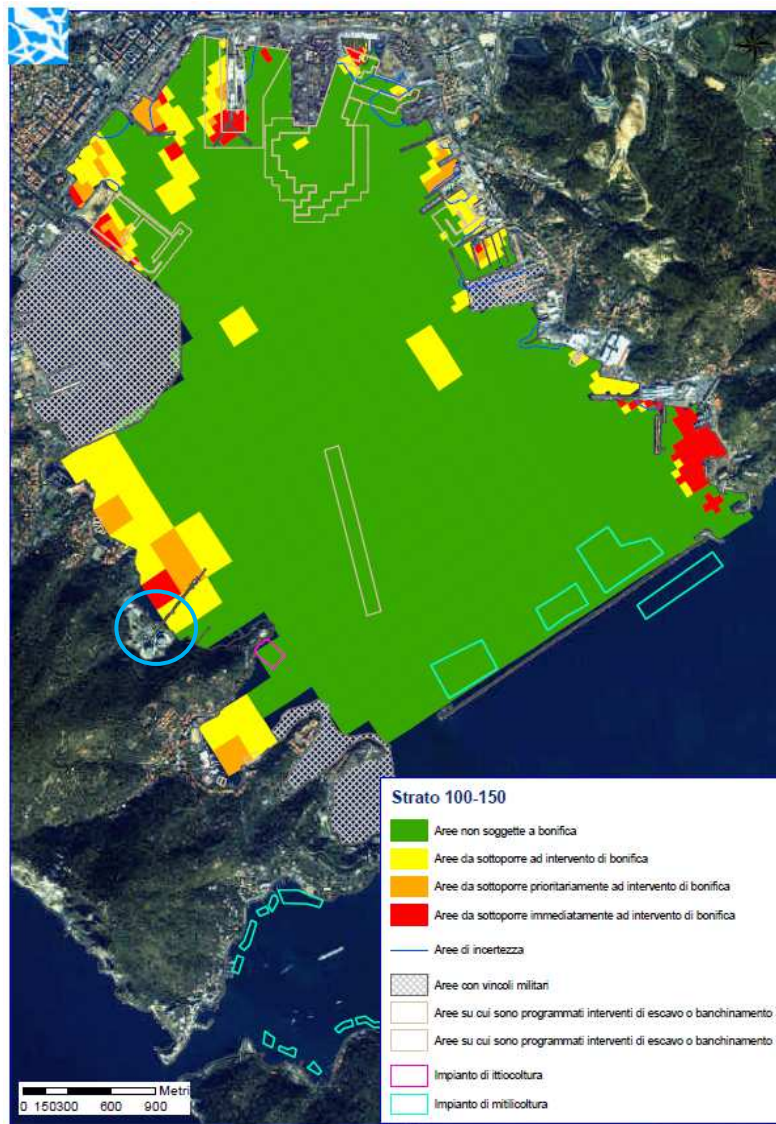 Strato 100-150
Aree non soggette a bonifica
Aree da sottoporre ad intervento di bonifica
Aree da sottoporre prioritariamente ad intervento di bonifica
Aree da sottoporre immediatamente ad intervento di bonifica
Aree di incertezza
Aree con vincoli militari
Aree su cui sono programmati interventi di escavo o banchinamento
Aree su cui sono programmati interventi di escavo o banchinamento
Impianto di ittiocoltura
Impianto di mitilicoltura
Metri
0 150300 600 900